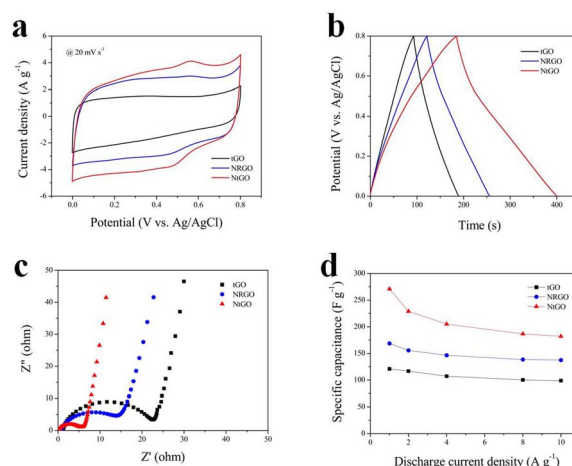 a
@ 20 mV s⁻¹
Current density (A g⁻¹)
6
4
2
0
-2
-4
-6
0.0 0.2 0.4 0.6 0.8
tGO
NRGO
NtGO
Potential (V vs. Ag/AgCl)
b
Potential (V vs. Ag/AgCl)
0.8
0.6
0.4
0.2
0.0
0 100 200 300 400 500
tGO
NRGO
NtGO
Time (s)
c
Z'' (ohm)
50
40
30
20
10
0
0 10 20 30 40 50
tGO
NRGO
NtGO
Z' (ohm)
d
Specific capacitance (F g⁻¹)
300
250
200
150
100
50
0
0 2 4 6 8 10
tGO
NRGO
NtGO
Discharge current density (A g⁻¹)